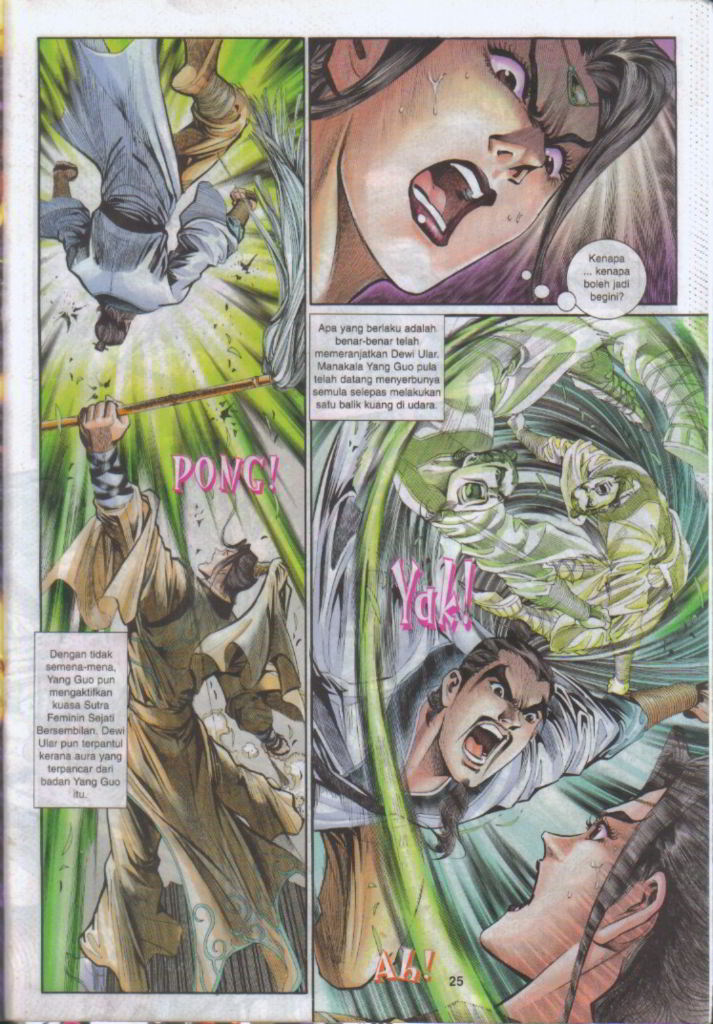 PONG!
Dengan tidak
semena-mena,
Yang Guo pun
mengaktifkan
kuasa Sutra
Feminin Sejati
Bersembilan. Dewi
Ular pun terpantul
kerana aura yang
terpancar dari
badan Yang Guo
itu.
Kenapa
... kenapa
boleh jadi
begini?
Apa yang berlaku adalah
benar-benar telah
memeranjatkan Dewi Ular.
Manakala Yang Guo pula
telah datang menyerbunya
semula selepas melakukan
satu balik kuang di udara.
Yak!
Ah!
25